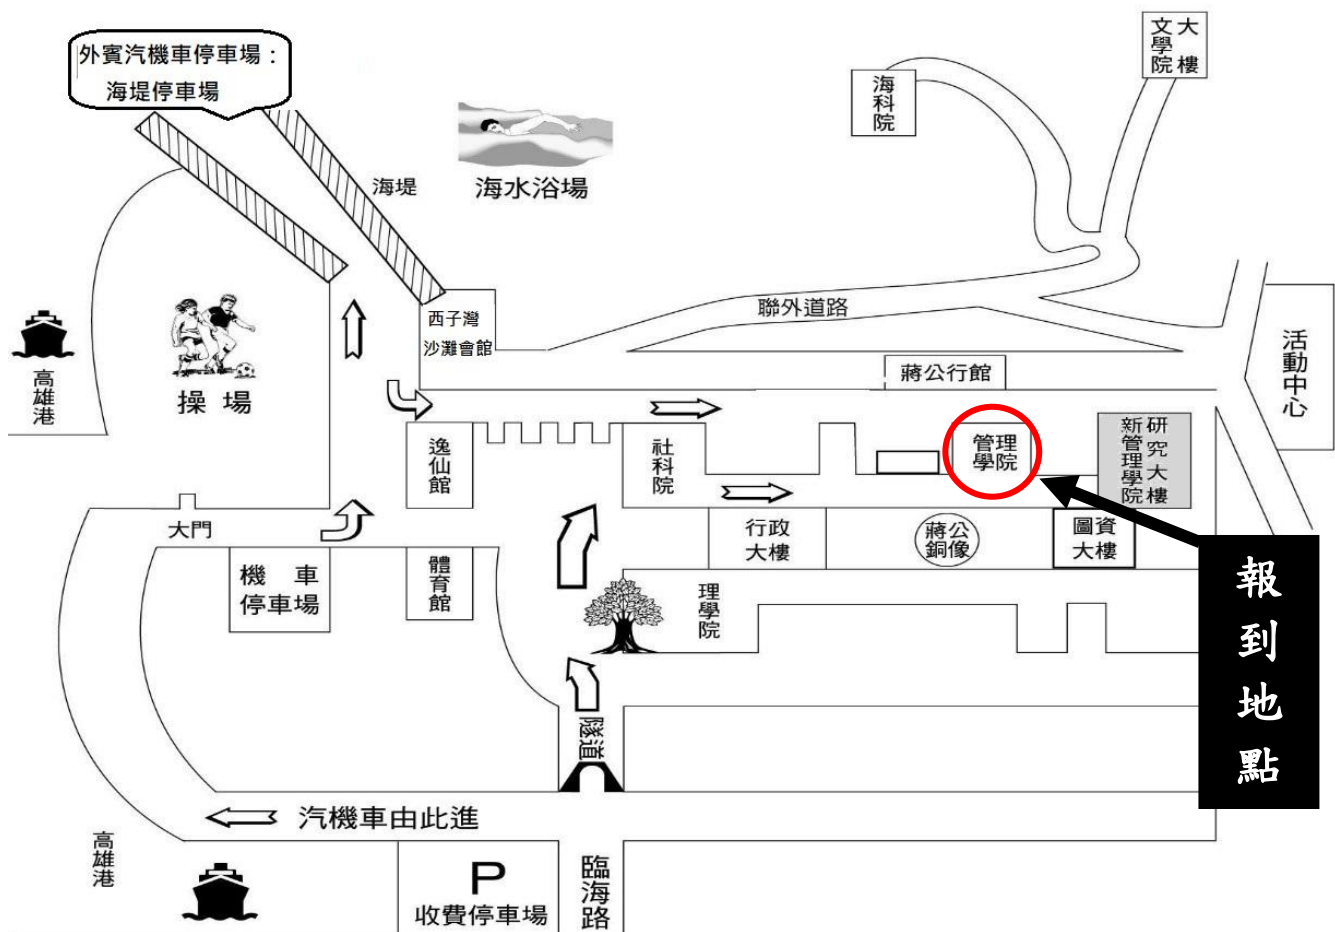 外賓汽機車停車場：
海堤停車場
大樓
文學院
海科院
海堤
海水浴場
西子灣
沙灘會館
聯外道路
活動中心
蔣公行館
高雄港
操場
逸仙館
社科院
管理
學院
研究大樓
新管理學院
大門
行政
大樓
蔣公
銅像
圖資
大樓
機車
停車場
體育館
理學院
報到地點
隧道
汽機車由此進
高雄港
P
收費停車場
臨海路